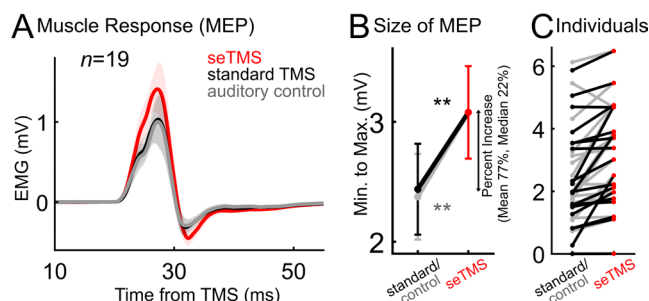 A Muscle Response (MEP)
n=19
seTMS
standard TMS
auditory control
EMG (mV)
1
0
10
30
50
Time from TMS (ms)
B Size of MEP
Min. to Max. (mV)
3
2
**
**
Percent Increase
(Mean 77%, Median 22%)
standard/
control
seTMS
C Individuals
6
4
2
0
standard/
control
seTMS